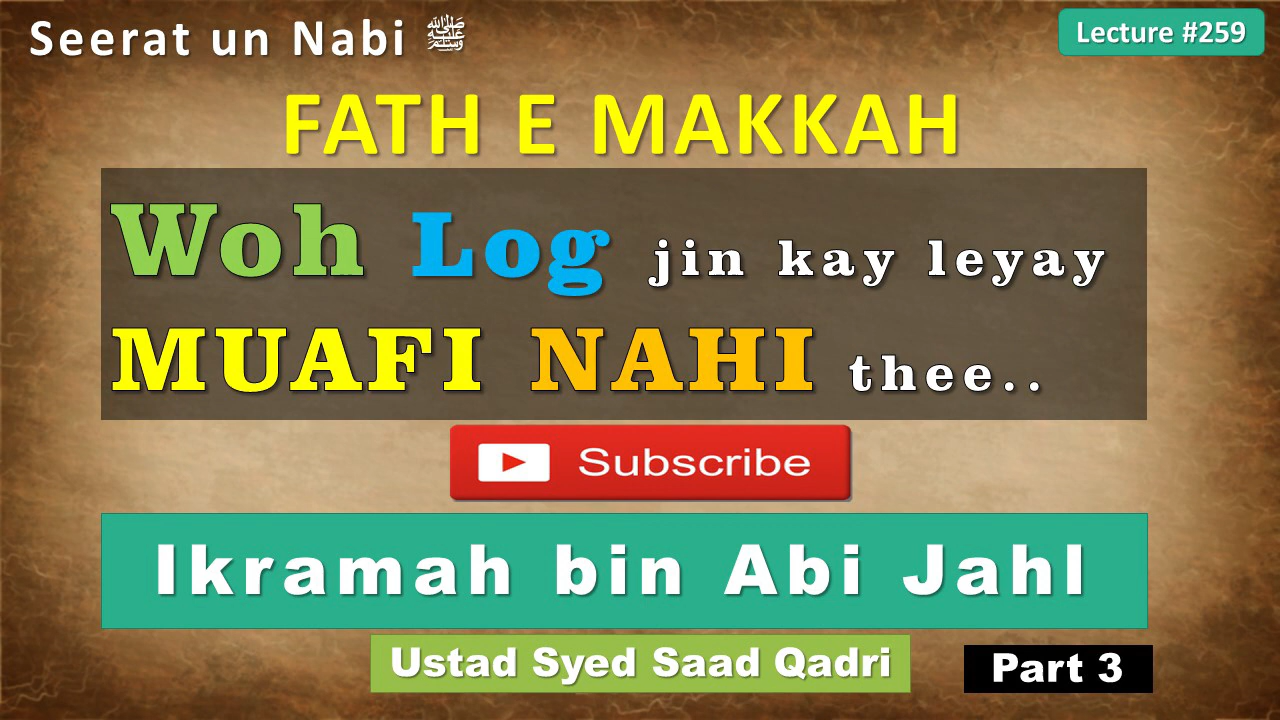 Seerat un Nabi ﷺ
Lecture #259
FATH E MAKKAH
Woh Log jin kay leyay
MUAFI NAHI thee..
Subscribe
Ikramah bin Abi Jahl
Ustad Syed Saad Qadri
Part 3